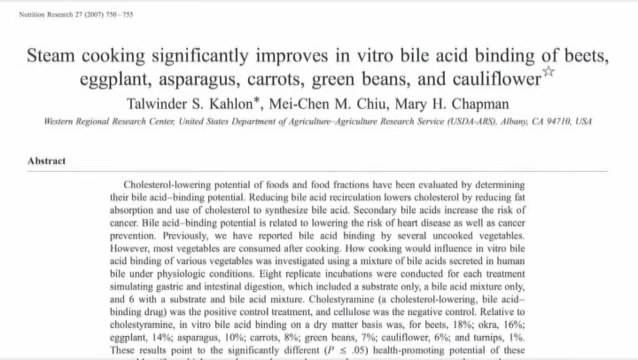 Nutrition Research 27 (2007) 750–755
Steam cooking significantly improves in vitro bile acid binding of beets,
eggplant, asparagus, carrots, green beans, and cauliflower☆
Talwinder S. Kahlon*, Mei-Chen M. Chiu, Mary H. Chapman
Western Regional Research Center, United States Department of Agriculture–Agriculture Research Service (USDA-ARS), Albany, CA 94710, USA
Abstract
Cholesterol-lowering potential of foods and food fractions have been evaluated by determining
their bile acid–binding potential. Reducing bile acid recirculation lowers cholesterol by reducing fat
absorption and use of cholesterol to synthesize bile acid. Secondary bile acids increase the risk of
cancer. Bile acid–binding potential is related to lowering the risk of heart disease as well as cancer
prevention. Previously, we have reported bile acid binding by several uncooked vegetables.
However, most vegetables are consumed after cooking. How cooking would influence in vitro bile
acid binding of various vegetables was investigated using a mixture of bile acids secreted in human
bile under physiologic conditions. Eight replicate incubations were conducted for each treatment
simulating gastric and intestinal digestion, which included a substrate only, a bile acid mixture only,
and 6 with a substrate and bile acid mixture. Cholestyramine (a cholesterol-lowering, bile acid–
binding drug) was the positive control treatment, and cellulose was the negative control. Relative to
cholestyramine, in vitro bile acid binding on a dry matter basis was, for beets, 18%; okra, 16%;
eggplant, 14%; asparagus, 10%; carrots, 8%; green beans, 7%; cauliflower, 6%; and turnips, 1%.
These results point to the significantly different (P ≤ .05) health-promoting potential of these